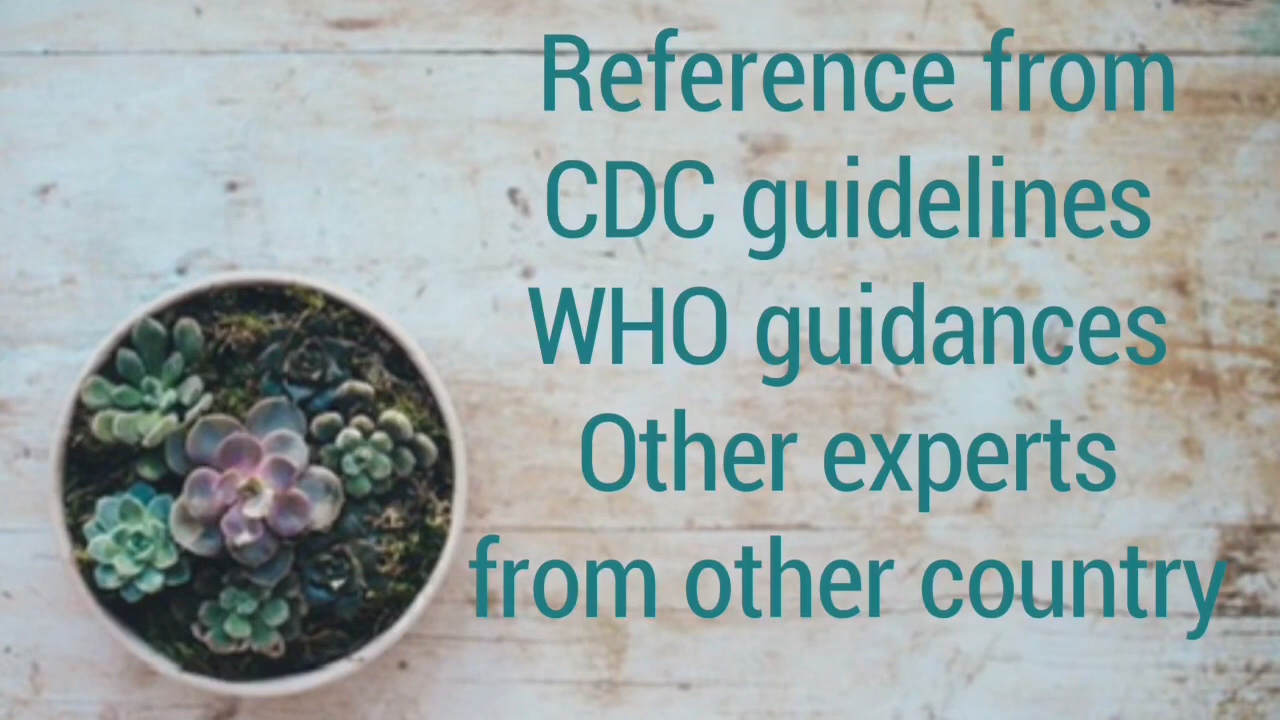 Reference from
CDC guidelines
WHO guidances
Other experts
from other country